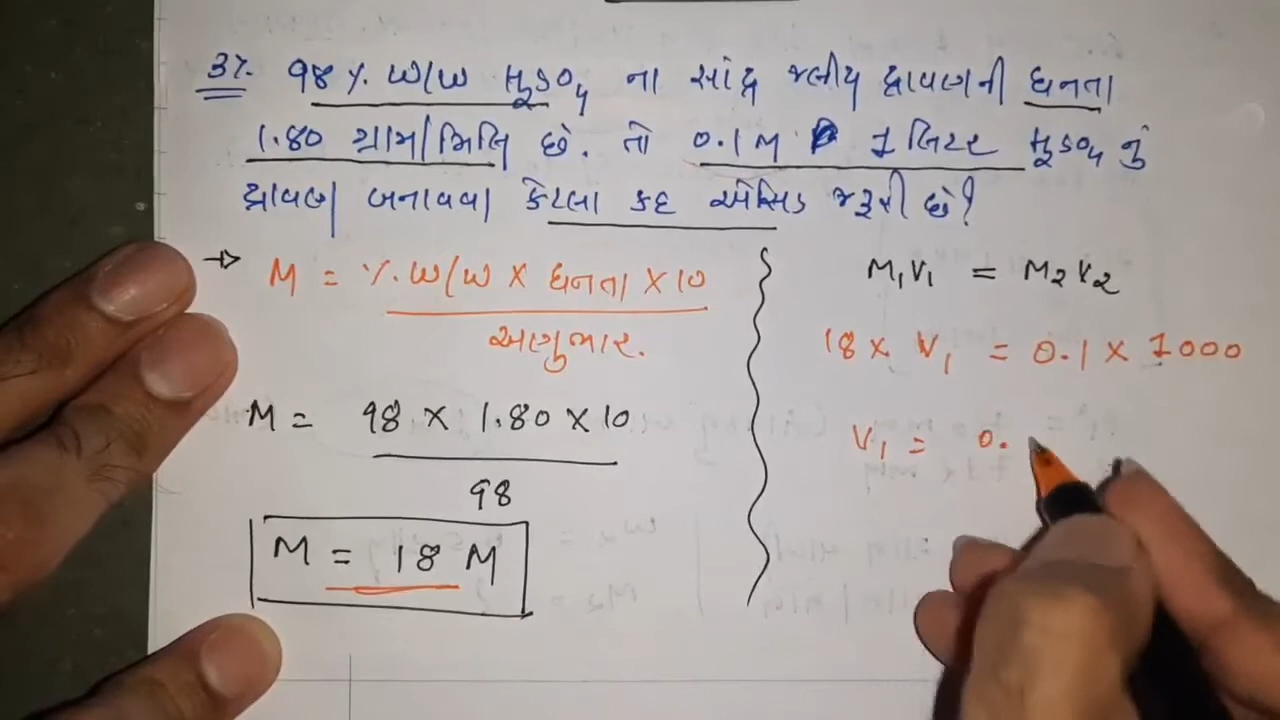 37. 98 % W/W H₂SO₄ ના સાંદ્ર જલીય દ્રાવણની ઘનતા
1.80 ગ્રામ/મિલિ છે. તો 0.1 M 1 લિટર H₂SO₄ નું
દ્રાવણ બનાવવા કેટલા કદ એસિડ જરૂરી છે?
→ M = %. W/W × ઘનતા × 10
અણુભાર.
M = 98 × 1.80 × 10
98
M = 18 M
M₁V₁ = M₂V₂
18 × V₁ = 0.1 × 1000
V₁ = 0.